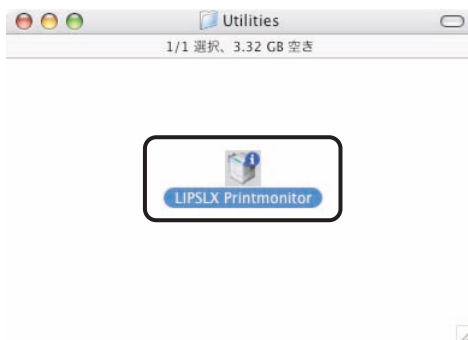 Utilities
1/1 選択、3.32 GB 空き
LIPSLX Printmonitor